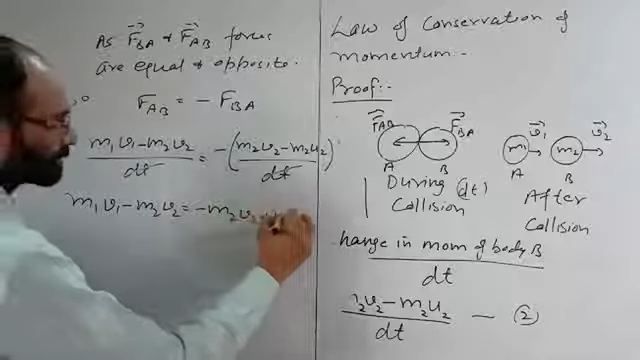 As F⃗BA & F⃗AB forces
are equal & opposite.
FAB = - FBA
m₁v₁-m₂v₂
dt
= -(m₂v₂-m₂u₂)
dt
m₁v₁-m₂v₂=-m₂v₂
Law of Conservation of
momentum-
Proof:-
F⃗AB F⃗BA
A B
During (dt)
Collision
m₁ v⃗₁ m₂ v⃗₂
A B
After
Collision
hange in mom of body B
dt
₂v₂-m₂u₂
dt
— ②